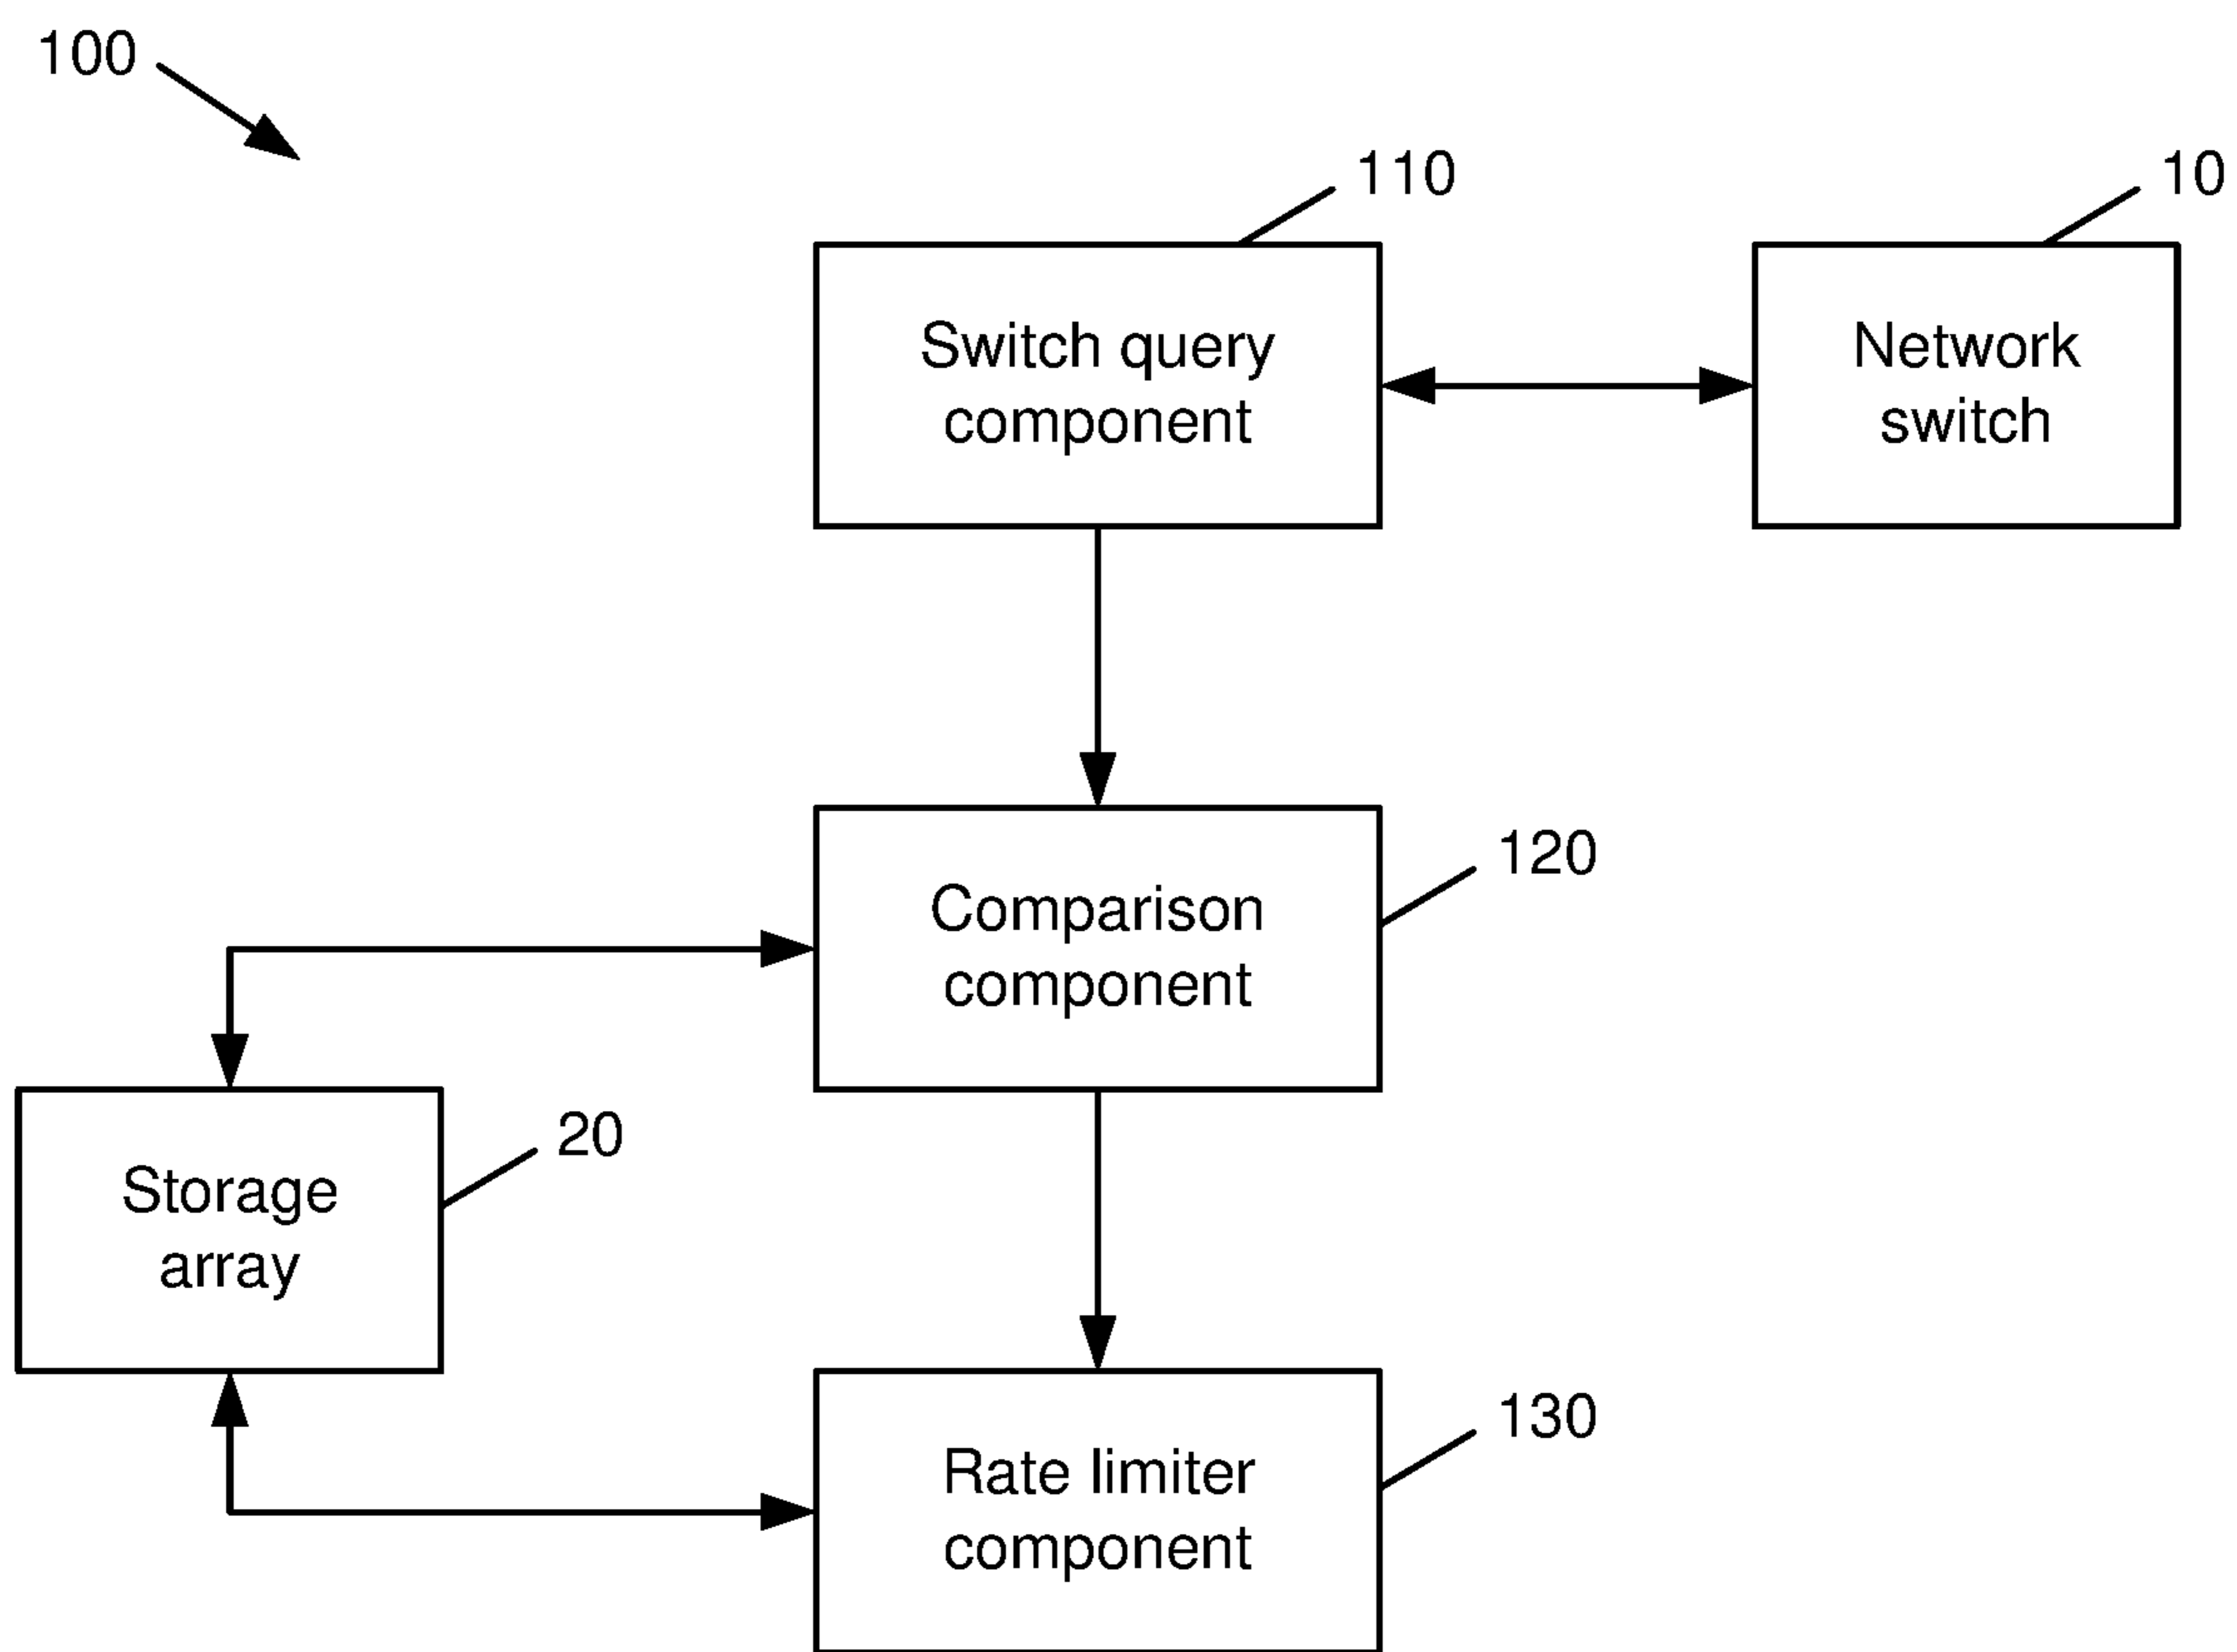 100
110
10
Switch query
component
Network
switch
120
Comparison
component
20
Storage
array
130
Rate limiter
component